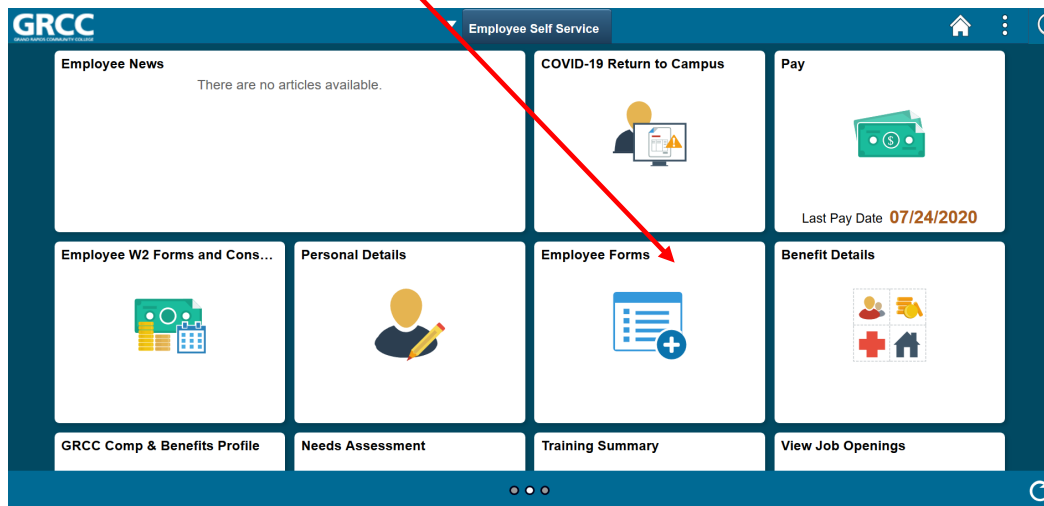 GRCC
GRAND RAPIDS COMMUNITY COLLEGE
Employee Self Service
Employee News
There are no articles available.
COVID-19 Return to Campus
Pay
Last Pay Date 07/24/2020
Employee W2 Forms and Cons...
Personal Details
Employee Forms
Benefit Details
GRCC Comp & Benefits Profile
Needs Assessment
Training Summary
View Job Openings